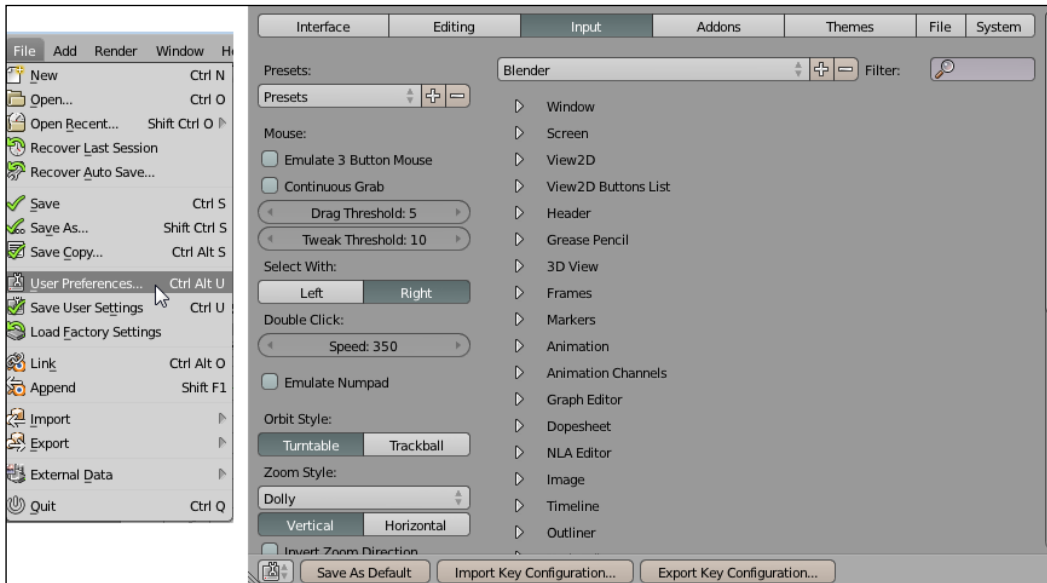 File Add Render Window H
New Ctrl N
Open... Ctrl O
Open Recent... Shift Ctrl O
Recover Last Session
Recover Auto Save...
Save Ctrl S
Save As... Shift Ctrl S
Save Copy... Ctrl Alt S
User Preferences... Ctrl Alt U
Save User Settings Ctrl U
Load Factory Settings
Link Ctrl Alt O
Append Shift F1
Import
Export
External Data
Quit Ctrl Q
Interface Editing Input Addons Themes File System
Presets:
Presets
Mouse:
Emulate 3 Button Mouse
Continuous Grab
Drag Threshold: 5
Tweak Threshold: 10
Select With:
Left Right
Double Click:
Speed: 350
Emulate Numpad
Orbit Style:
Turntable Trackball
Zoom Style:
Dolly
Vertical Horizontal
Invert Zoom Direction
Blender Filter:
Window
Screen
View2D
View2D Buttons List
Header
Grease Pencil
3D View
Frames
Markers
Animation
Animation Channels
Graph Editor
Dopesheet
NLA Editor
Image
Timeline
Outliner
Save As Default Import Key Configuration... Export Key Configuration...